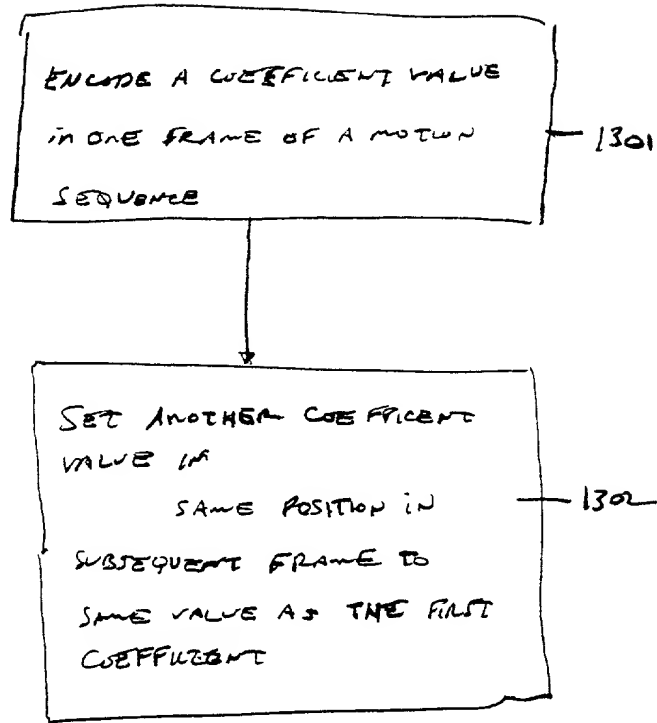 ENCODE A COEFFICIENT VALUE
in ONE FRAME OF A MOTION
SEQUENCE
1301
SET ANOTHER COEFFICENT
VALUE IN
SAME POSITION in
SUBSEQUENT FRAME TO
SAME VALUE AS THE FIRST
COEFFICIENT
1302